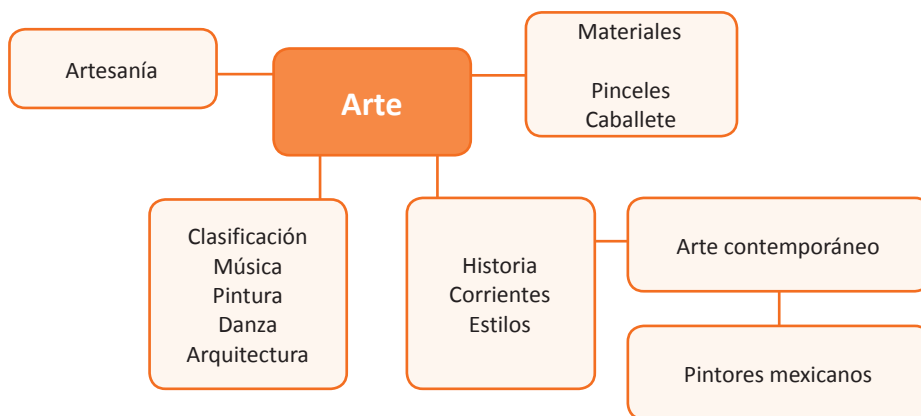 Artesanía
Arte
Materiales
Pinceles
Caballete
Clasificación
Música
Pintura
Danza
Arquitectura
Historia
Corrientes
Estilos
Arte contemporáneo
Pintores mexicanos